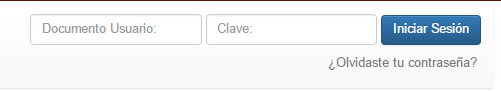 Documento Usuario: Clave: Iniciar Sesión
¿Olvidaste tu contraseña?